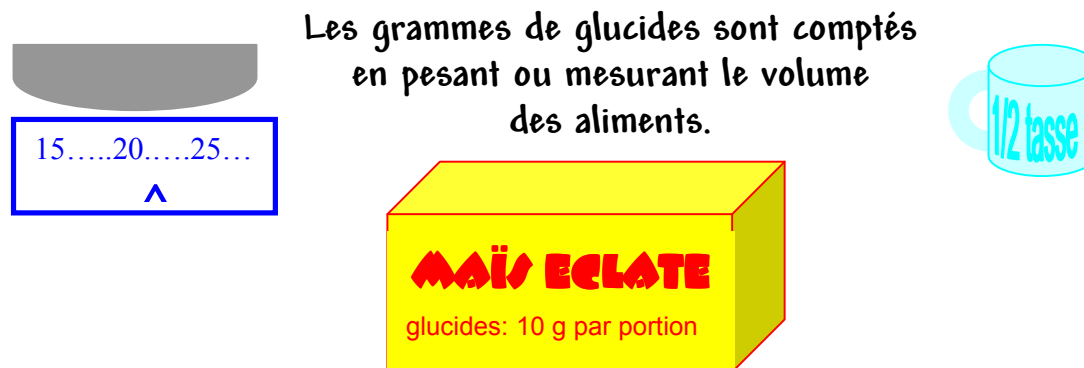 Les grammes de glucides sont comptés
en pesant ou mesurant le volume
des aliments.
15…..20..…25…
^
1/2 tasse
MAÏS ECLATE
glucides: 10 g par portion